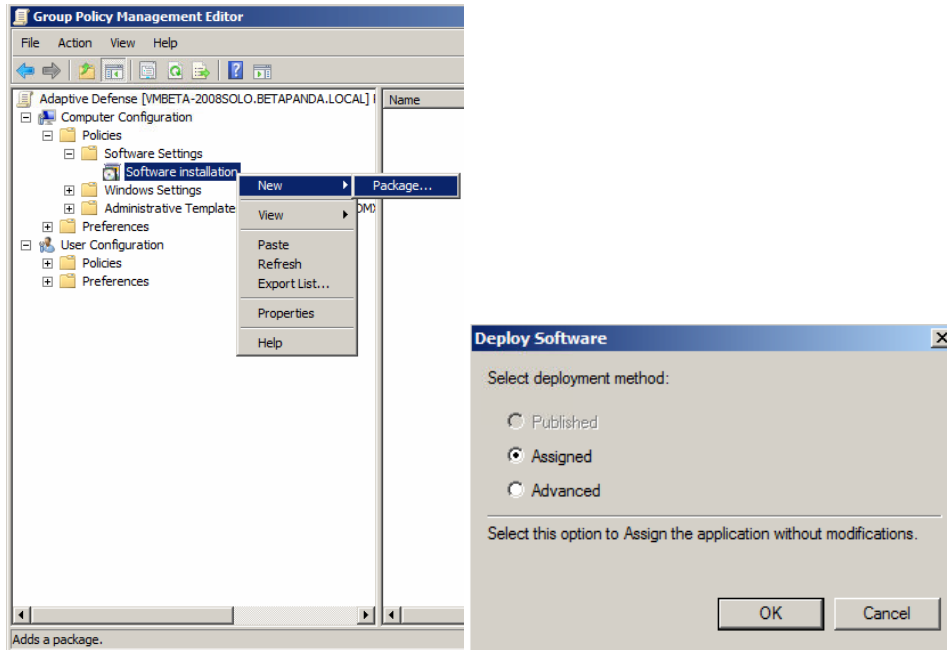 Group Policy Management Editor
File Action View Help
Adaptive Defense [VMBETA-2008SOLO.BETAPANDA.LOCAL]
Name
Computer Configuration
Policies
Software Settings
Software installation
New
Package...
Windows Settings
Administrative Template
View
Preferences
User Configuration
Paste
Policies
Refresh
Preferences
Export List...
Properties
Help
Adds a package.
Deploy Software
Select deployment method:
Published
Assigned
Advanced
Select this option to Assign the application without modifications.
OK Cancel